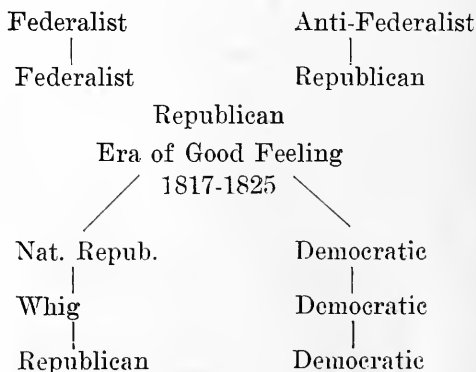 Federalist Anti-Federalist
Federalist Republican
Republican
Era of Good Feeling
1817-1825
Nat. Repub. Democratic
Whig Democratic
Republican Democratic